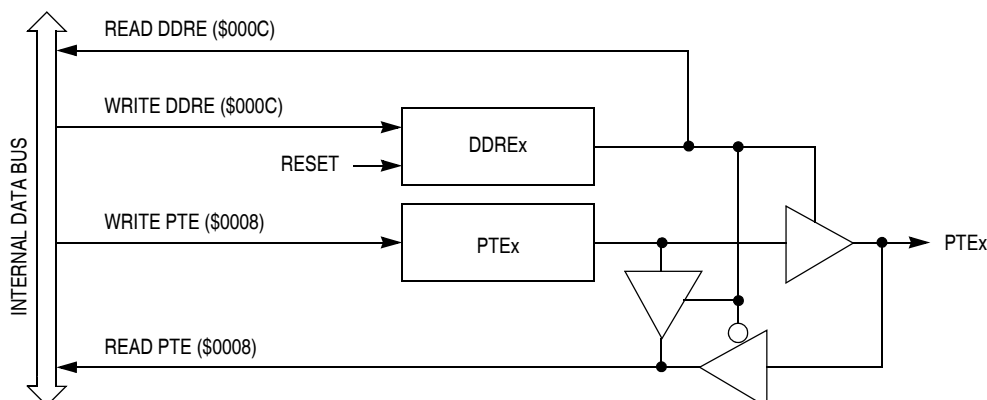 READ DDRE ($000C)
WRITE DDRE ($000C)
DDREx
RESET
WRITE PTE ($0008)
PTEx
PTEx
READ PTE ($0008)
INTERNAL DATA BUS